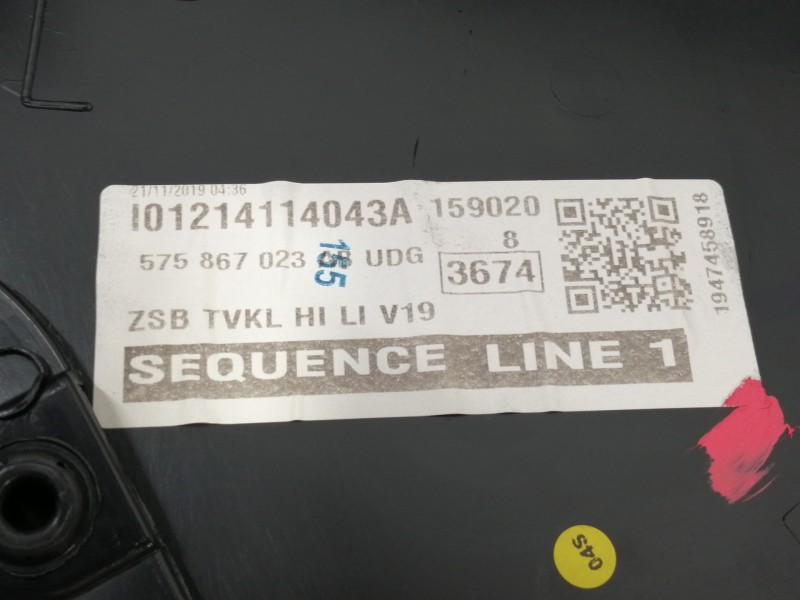 21/11/2019 04:36
I01214114043A 159020
8
575 867 023 UDG
155
3674
ZSB TVKL HI LI V19
SEQUENCE LINE 1
1947458918
04S